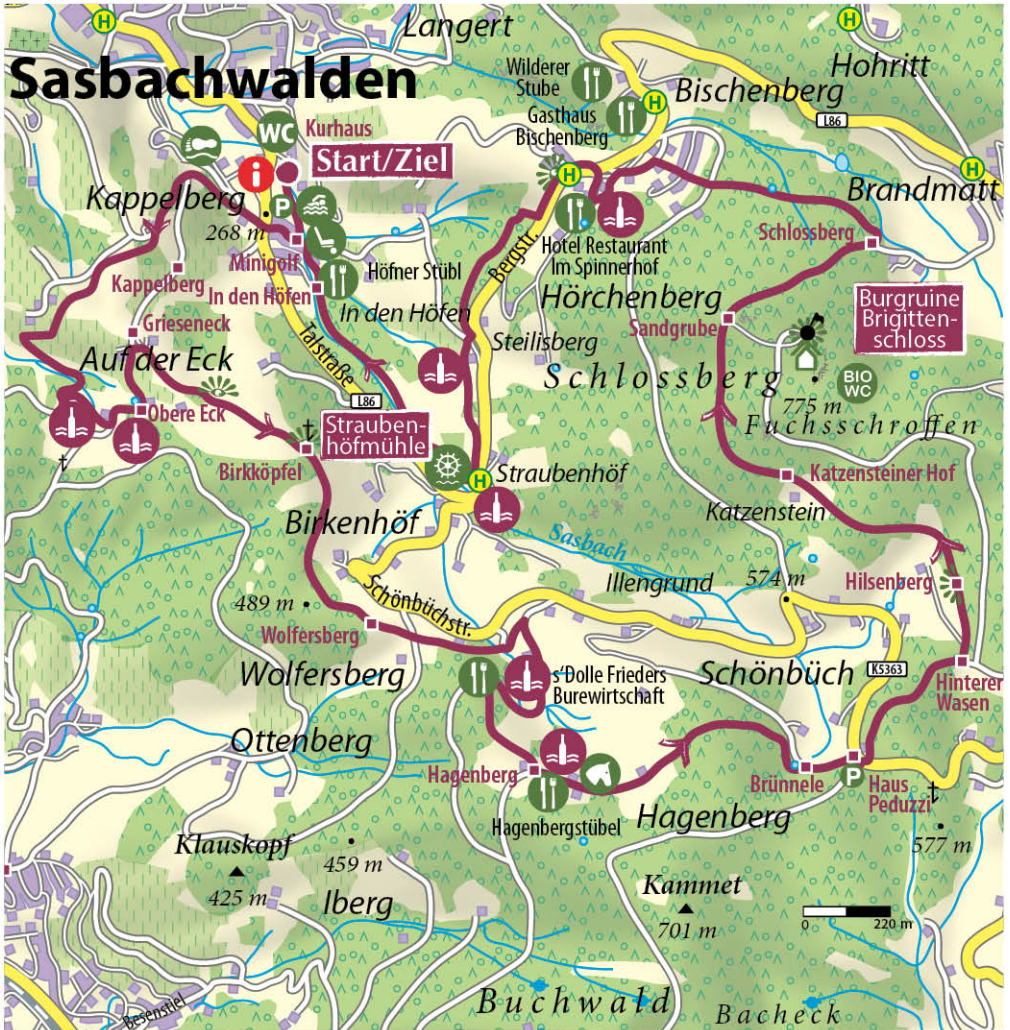 Langert
Sasbachwalden
Wilderer
Stube
Hohritt
Bischenberg
Gasthaus
Bischenberg
L86
H
H
H
H
H
WC
Kurhaus
i
Start/Ziel
Kappelberg
P
268 m
Minigolf
Brandmatt
Schlossberg
Hotel Restaurant
Im Spinnerhof
Bergstr.
Höfner Stübl
Kappelberg
In den Höfen
In den Höfen
Hörchenberg
Sandgrube
Burgruine
Brigitten-
schloss
Grieseneck
Auf der Eck
Talstraße
Steilisberg
Schlossberg
775 m
BIO
WC
Fuchsschroffen
L86
Obere Eck
Strauben-
höfmühle
Birkköpfel
H
Straubenhöf
Katzensteiner Hof
Katzenstein
Birkenhöf
Sasbach
Illengrund
574 m
Hilsenberg
489 m
Schönbüchstr.
Wolfersberg
Wolfersberg
s'Dolle Frieders
Burewirtschaft
Schönbüch
K5363
Hinterer
Wasen
Ottenberg
Hagenberg
Brünnele
P
Haus
Peduzzi
Hagenbergstübel
Hagenberg
577 m
Klauskopf
425 m
459 m
Iberg
Kammet
701 m
0
220 m
Buchwald
Bacheck
Besenstiel